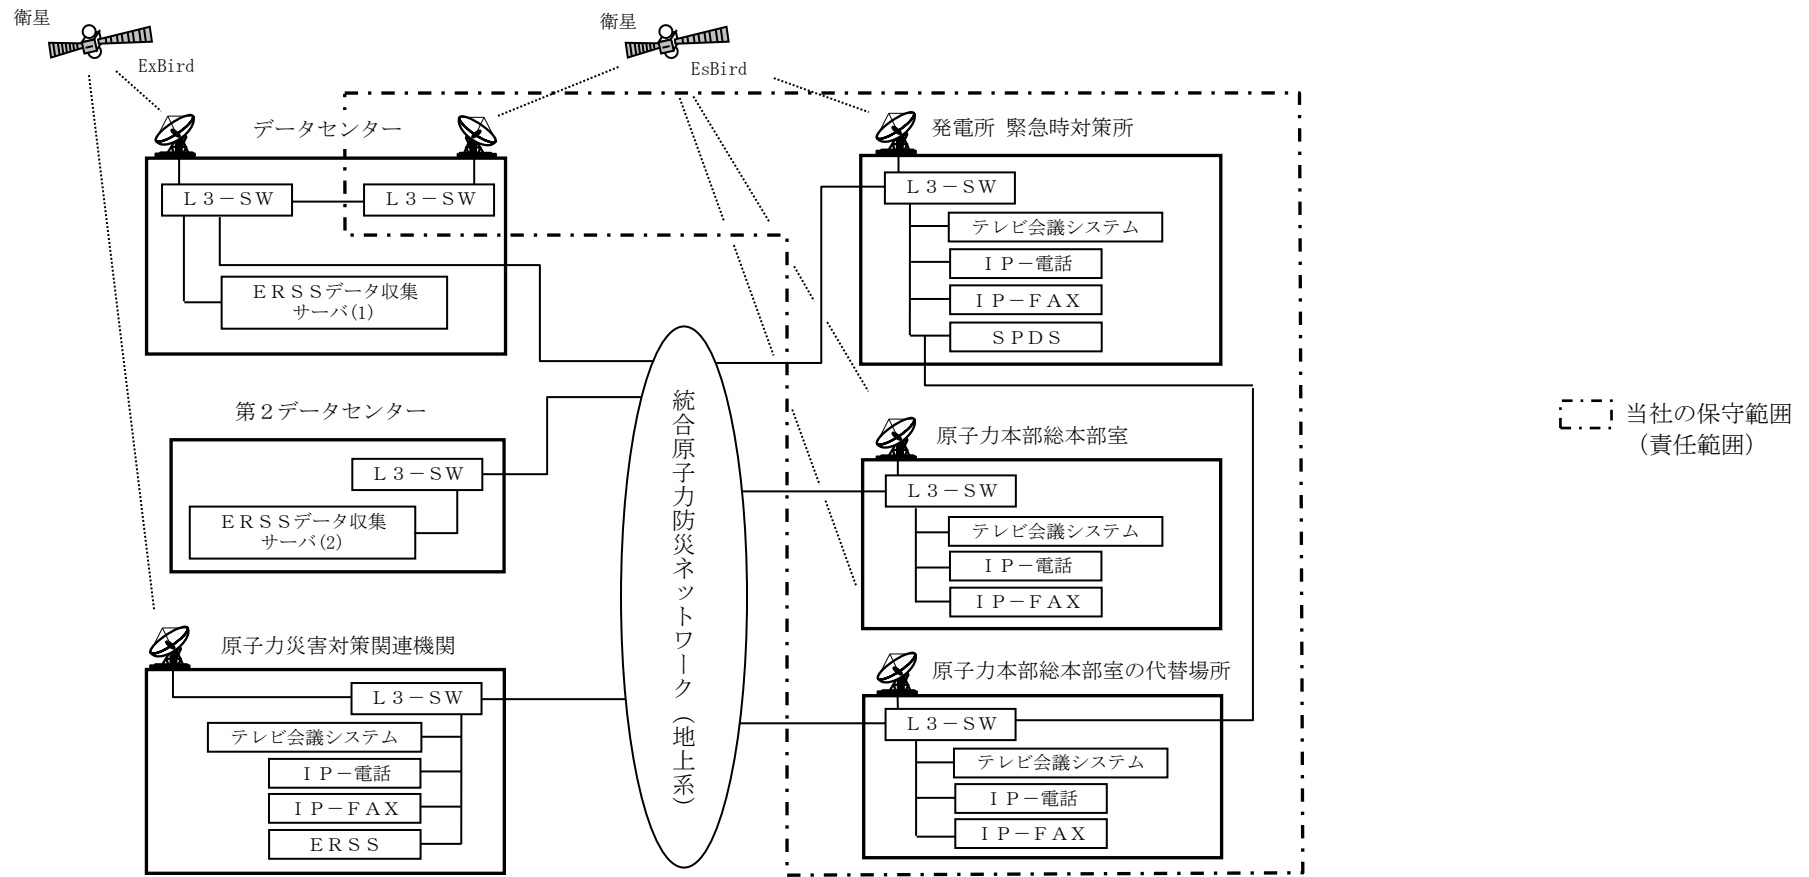 衛星
ExBird
衛星
EsBird
データセンター
Ｌ３－ＳＷ
Ｌ３－ＳＷ
ＥＲＳＳデータ収集
サーバ(1)
第２データセンター
Ｌ３－ＳＷ
ＥＲＳＳデータ収集
サーバ(2)
原子力災害対策関連機関
Ｌ３－ＳＷ
テレビ会議システム
ＩＰ－電話
ＩＰ－ＦＡＸ
ＥＲＳＳ
統合原子力防災ネットワーク（地上系）
発電所 緊急時対策所
Ｌ３－ＳＷ
テレビ会議システム
ＩＰ－電話
ＩＰ－ＦＡＸ
ＳＰＤＳ
原子力本部総本部室
Ｌ３－ＳＷ
テレビ会議システム
ＩＰ－電話
ＩＰ－ＦＡＸ
原子力本部総本部室の代替場所
Ｌ３－ＳＷ
テレビ会議システム
ＩＰ－電話
ＩＰ－ＦＡＸ
当社の保守範囲
（責任範囲）